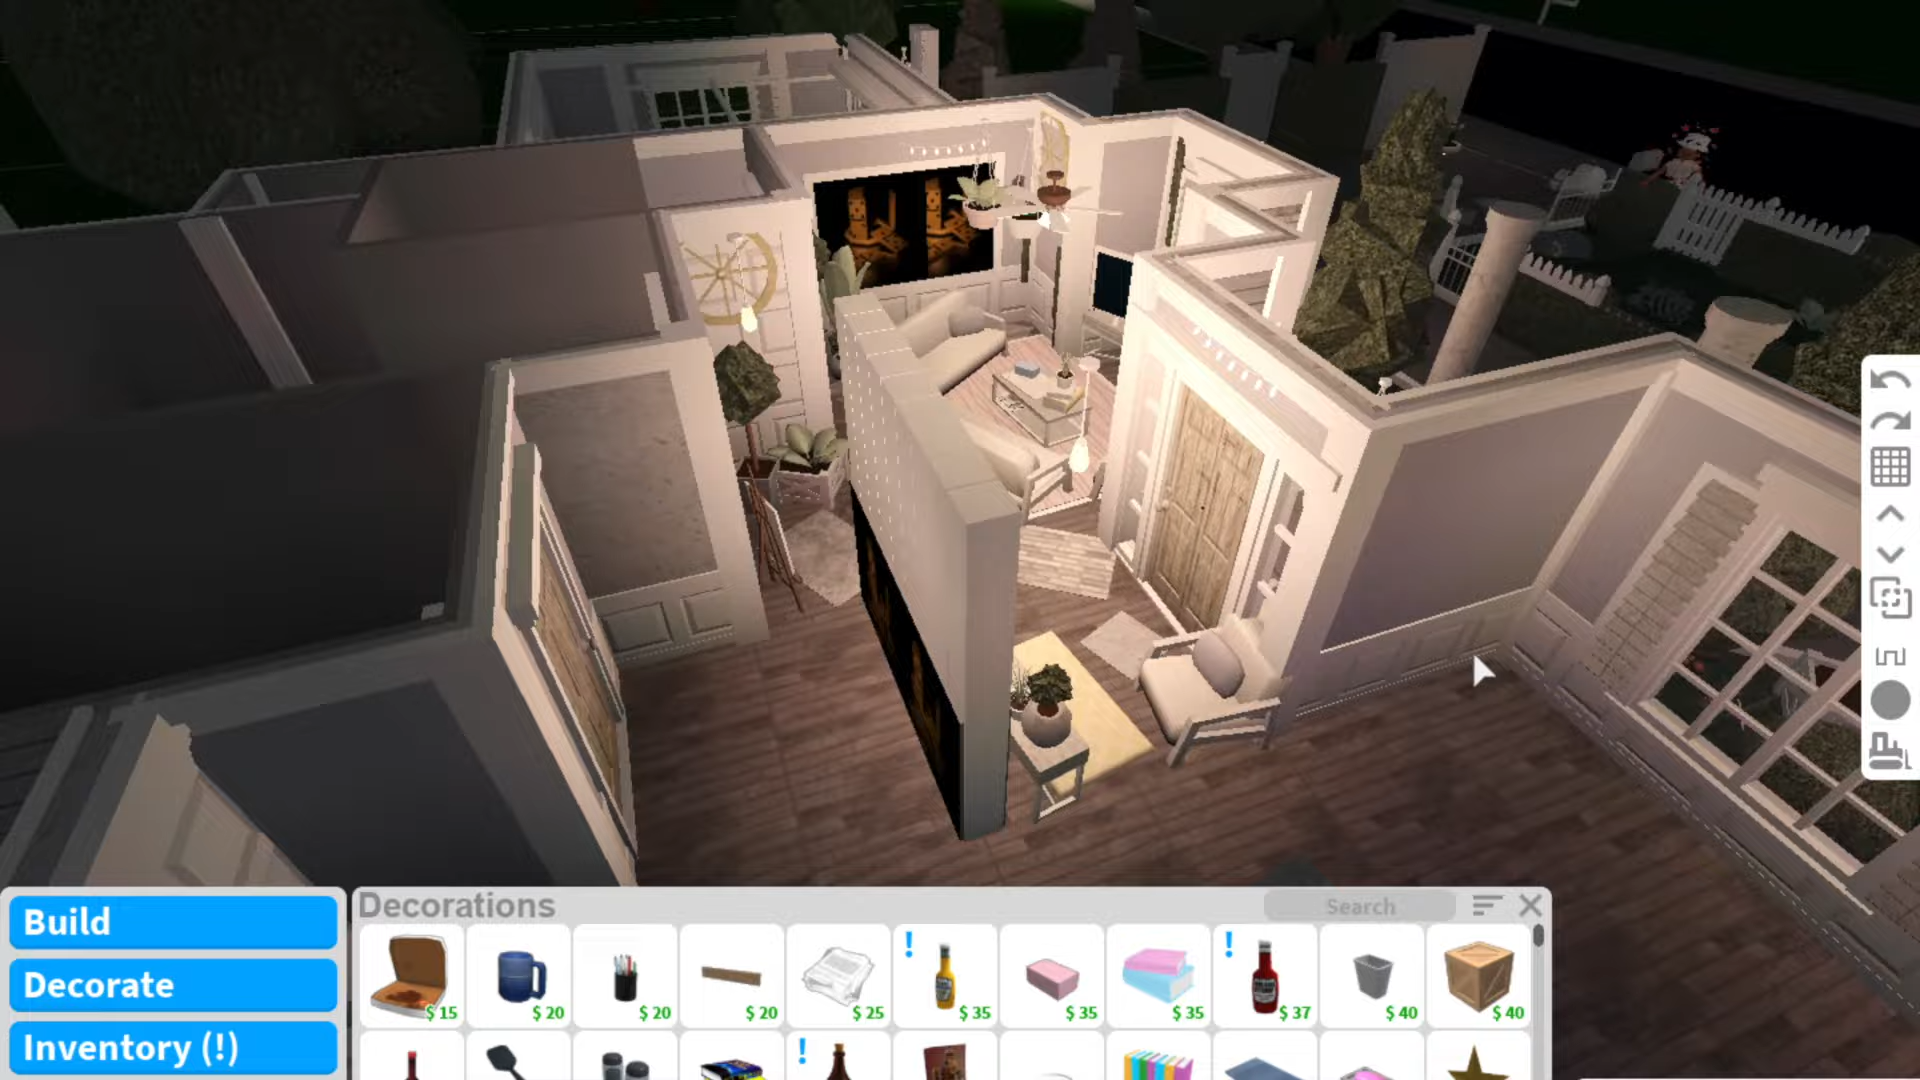 Build
Decorate
Inventory (!)
Decorations
Search
$ 15
$ 20
$ 20
$ 20
$ 25
! $ 35
$ 35
$ 35
! $ 37
$ 40
$ 40
!